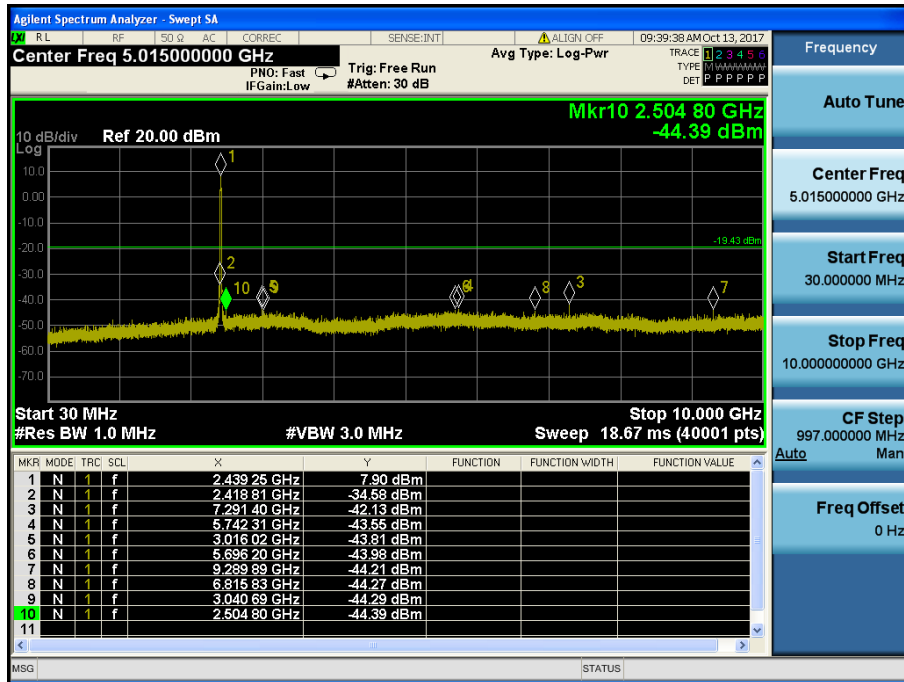 Agilent Spectrum Analyzer - Swept SA
LXI RL RF 50 Ω AC CORREC SENSE:INT ALIGN OFF 09:39:38 AM Oct 13, 2017
Center Freq 5.015000000 GHz Avg Type: Log-Pwr TRACE 1 2 3 4 5 6
PNO: Fast Trig: Free Run TYPE MWWWWW
IFGain:Low #Atten: 30 dB DET P P P P P P
Mkr10 2.504 80 GHz
-44.39 dBm
10 dB/div Ref 20.00 dBm
Log
10.0
0.00
-10.0
-20.0
-30.0
-40.0
-50.0
-60.0
-70.0
1
-19.43 dBm
2
10
9
3
8
7
Start 30 MHz Stop 10.000 GHz
#Res BW 1.0 MHz #VBW 3.0 MHz Sweep 18.67 ms (40001 pts)
MKR MODE TRC SCL X Y FUNCTION FUNCTION WIDTH FUNCTION VALUE
1 N 1 f 2.439 25 GHz 7.90 dBm
2 N 1 f 2.418 81 GHz -34.58 dBm
3 N 1 f 7.291 40 GHz -42.13 dBm
4 N 1 f 5.742 31 GHz -43.55 dBm
5 N 1 f 3.016 02 GHz -43.81 dBm
6 N 1 f 5.696 20 GHz -43.98 dBm
7 N 1 f 9.289 89 GHz -44.21 dBm
8 N 1 f 6.815 83 GHz -44.27 dBm
9 N 1 f 3.040 69 GHz -44.29 dBm
10 N 1 f 2.504 80 GHz -44.39 dBm
11
MSG STATUS
Frequency
Auto Tune
Center Freq
5.015000000 GHz
Start Freq
30.000000 MHz
Stop Freq
10.000000000 GHz
CF Step
997.000000 MHz
Auto Man
Freq Offset
0 Hz